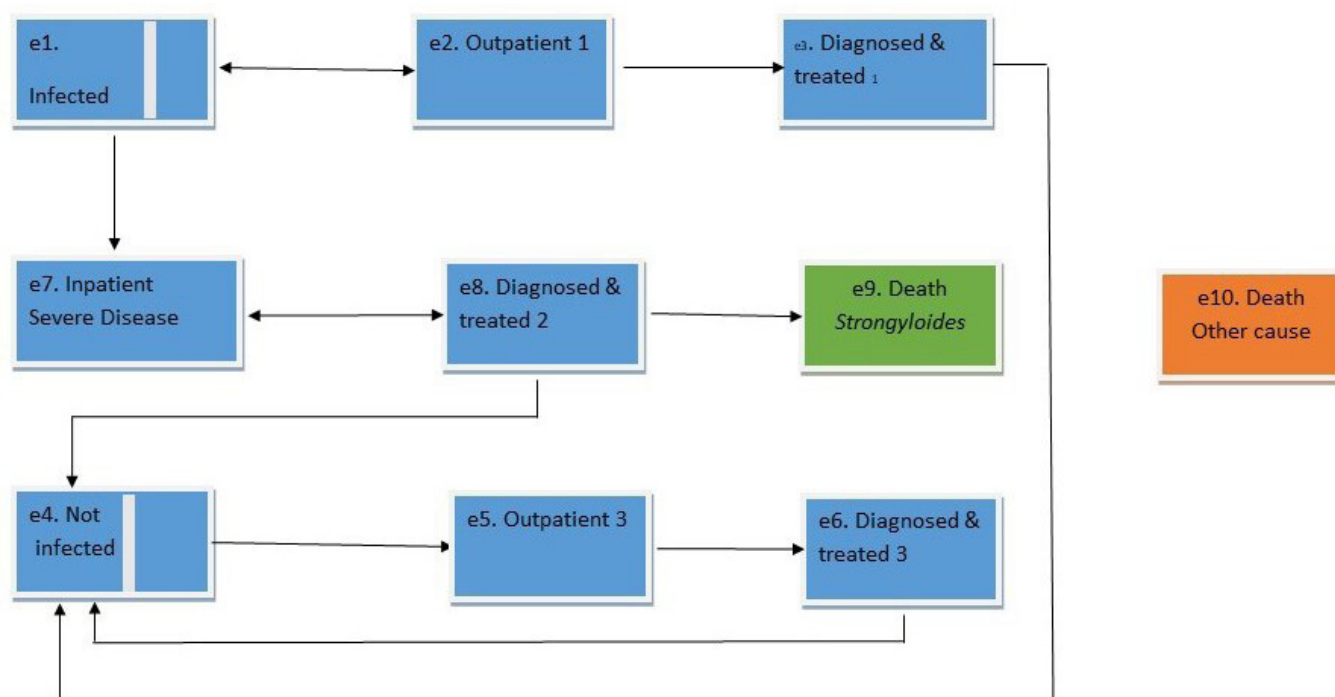 e1.
Infected
e2. Outpatient 1
e3. Diagnosed &
treated 1
e7. Inpatient
Severe Disease
e8. Diagnosed &
treated 2
e9. Death
Strongyloides
e10. Death
Other cause
e4. Not
infected
e5. Outpatient 3
e6. Diagnosed &
treated 3